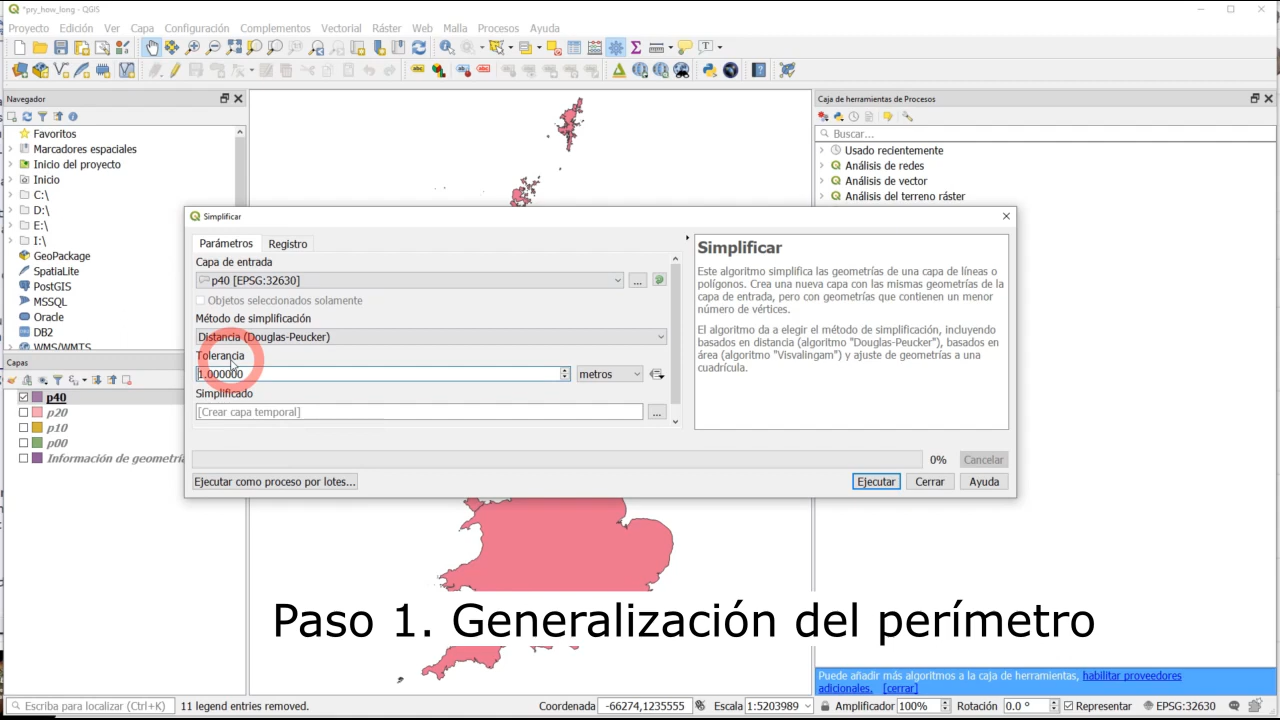 *pry_how_long - QGIS
Proyecto Edición Ver Capa Configuración Complementos Vectorial Ráster Web Malla Procesos Ayuda
Navegador
Favoritos
Marcadores espaciales
Inicio del proyecto
Inicio
C:\
D:\
E:\
I:\
GeoPackage
SpatiaLite
PostGIS
MSSQL
Oracle
DB2
WMS/WMTS
Capas
p40
p20
p10
p00
Información de geometrí
Simplificar
Parámetros Registro
Capa de entrada
p40 [EPSG:32630]
...
Objetos seleccionados solamente
Método de simplificación
Distancia (Douglas-Peucker)
Tolerancia
1.000000 metros
Simplificado
[Crear capa temporal] ...
0% Cancelar
Ejecutar como proceso por lotes... Ejecutar Cerrar Ayuda
Simplificar
Este algoritmo simplifica las geometrías de una capa de líneas o
polígonos. Crea una nueva capa con las mismas geometrías de la
capa de entrada, pero con geometrías que contienen un menor
número de vértices.
El algoritmo da a elegir el método de simplificación, incluyendo
basados en distancia (algoritmo "Douglas-Peucker"), basados en
área (algoritmo "Visvalingam") y ajuste de geometrías a una
cuadrícula.
Caja de herramientas de Procesos
Buscar...
Usado recientemente
Análisis de redes
Análisis de vector
Análisis del terreno ráster
Paso 1. Generalización del perímetro
Puede añadir más algoritmos a la caja de herramientas, habilitar proveedores
adicionales. [cerrar]
Escriba para localizar (Ctrl+K) 11 legend entries removed. Coordenada -66274,1235555 Escala 1:5203989 Amplificador 100% Rotación 0.0 ° Representar EPSG:32630